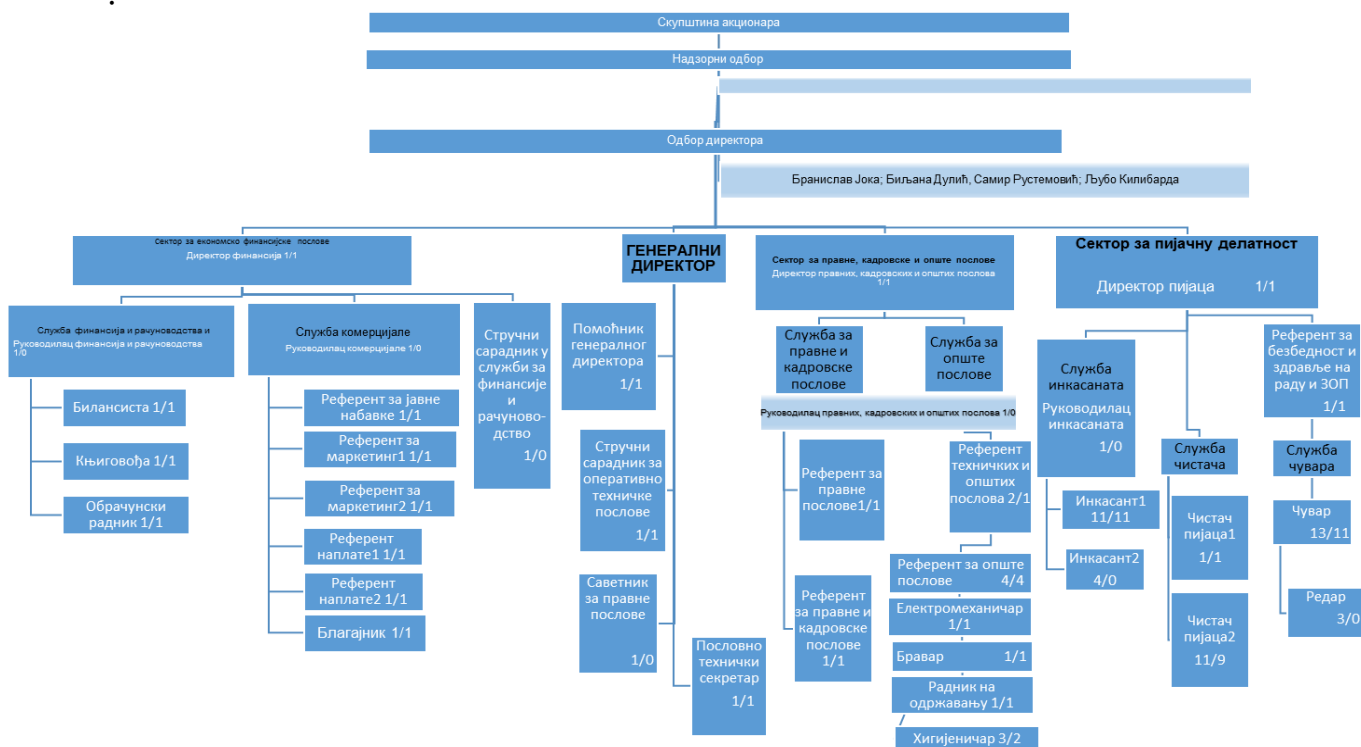 Скупштина акционара
Надзорни одбор
Одбор директора
Бранислав Јока; Биљана Дулић, Самир Рустемовић; Љубо Килибарда
Сектор за економско финансијске послове
Директор финансија 1/1
Служба финансија и рачуноводства и
Руководилац финансија и рачуноводства
1/0
Билансиста 1/1
Књиговођа 1/1
Обрачунски
радник 1/1
Служба комерцијале
Руководилац комерцијале 1/0
Референт за јавне
набавке 1/1
Референт за
маркетинг1 1/1
Референт за
маркетинг2 1/1
Референт
наплате1 1/1
Референт
наплате2 1/1
Благајник 1/1
Стручни
сарадник у
служби за
финансије
и
рачуново-
дство
1/0
ГЕНЕРАЛНИ
ДИРЕКТОР
Помоћник
генералног
директора
1/1
Стручни
сарадник за
оперативно
техничке
послове
1/1
Саветник
за правне
послове
1/0
Пословно
технички
секретар
1/1
Сектор за правне, кадровске и опште послове
Директор правних, кадровских и општих послова
1/1
Служба за
правне и
кадровске
послове
Служба за
опште
послове
Руководилац правних, кадровских и општих послова 1/0
Референт за
правне
послове1/1
Референт
за правне и
кадровске
послове
1/1
Референт
техничких и
општих
послова 2/1
Референт за опште
послове 4/4
Електромеханичар
1/1
Бравар 1/1
Радник на
одржавању 1/1
Хигијеничар 3/2
Сектор за пијачну делатност
Директор пијаца 1/1
Служба
инкасаната
Руководилац
инкасаната
1/0
Инкасант1
11/11
Инкасант2
4/0
Служба
чистача
Чистач
пијаца1
1/1
Чистач
пијаца2
11/9
Референт за
безбедност и
здравље на
раду и ЗОП
1/1
Служба
чувара
Чувар
13/11
Редар
3/0